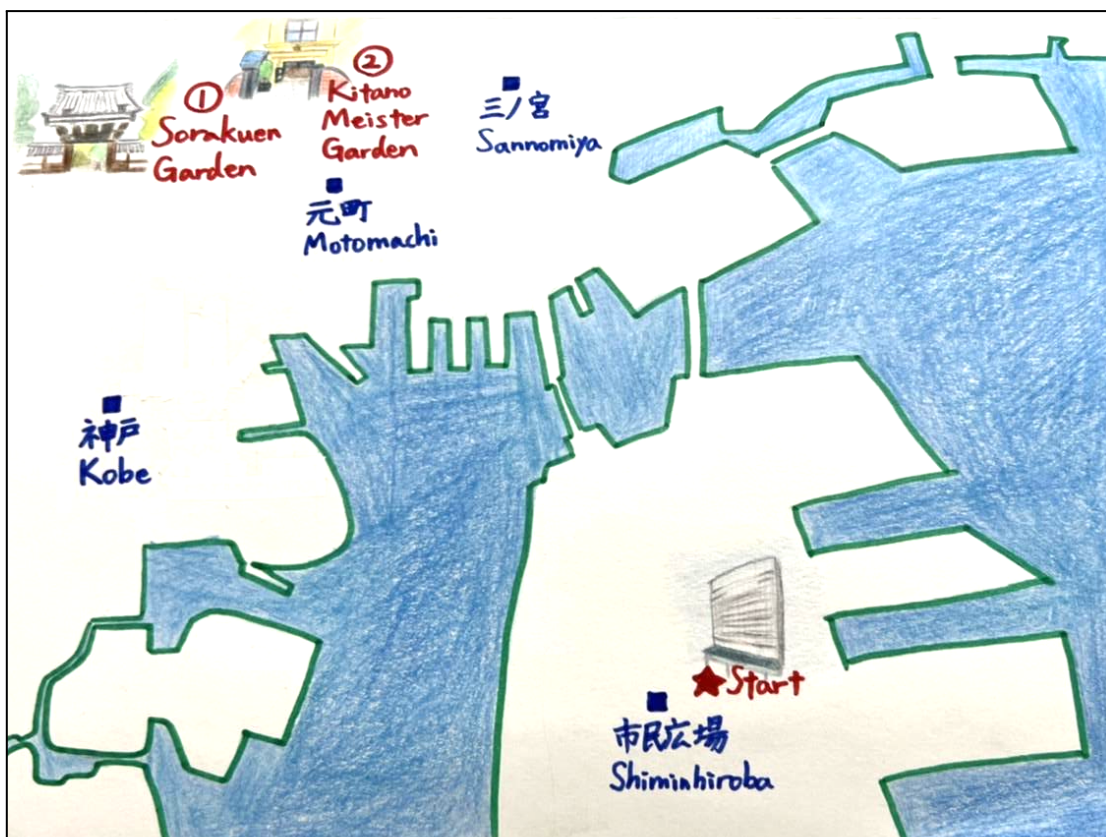 ①
Sorakuen
Garden
②
Kitano
Meister
Garden
三ノ宮
Sannomiya
元町
Motomachi
神戸
Kobe
Start
市民広場
Shiminhiroba